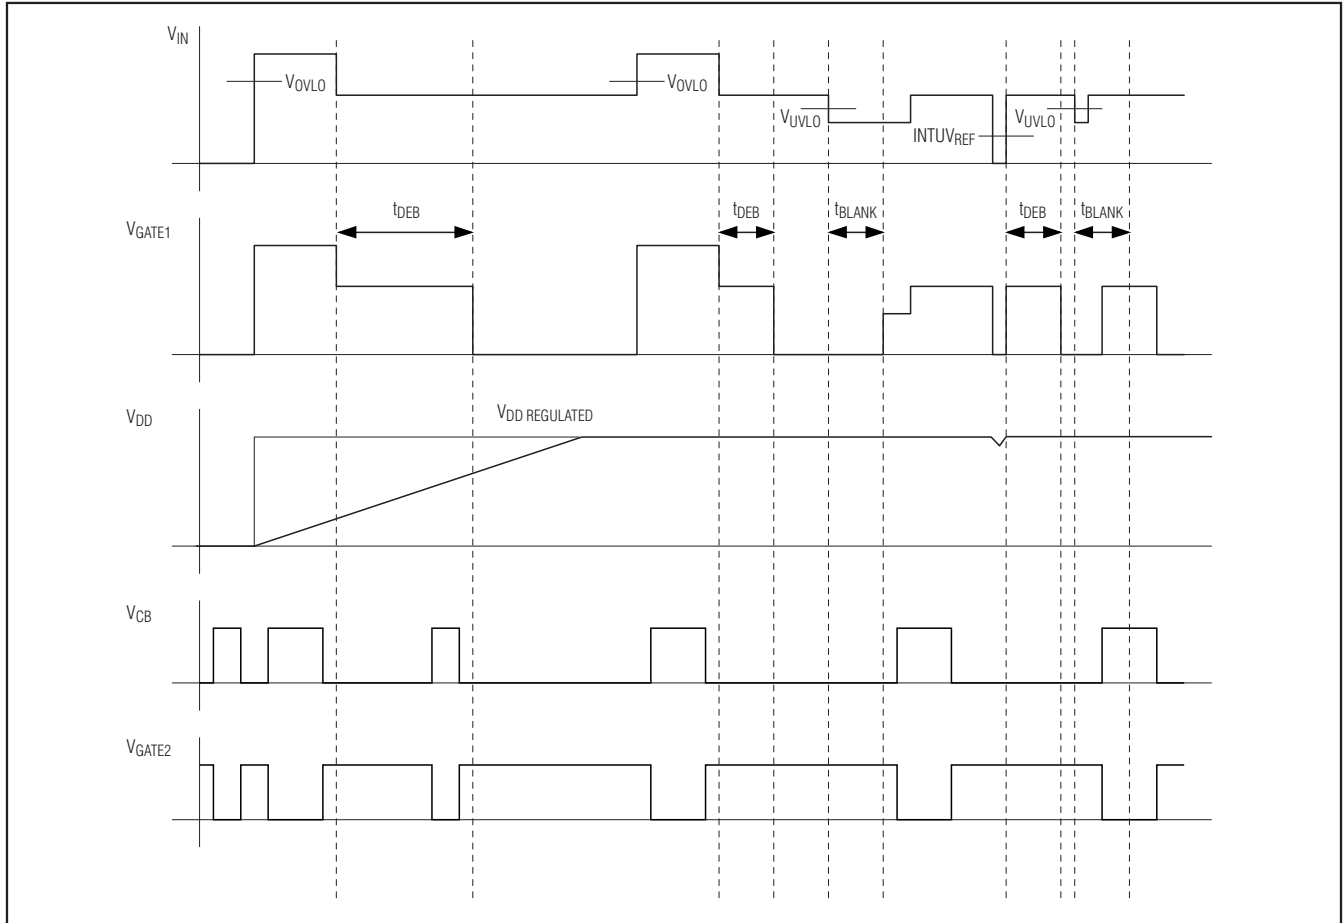 VIN
VOVLO
VOVLO
VUVLO
INTUVREF
VUVLO
VGATE1
tDEB
tDEB
tBLANK
tDEB
tBLANK
VDD
VDD REGULATED
VCB
VGATE2